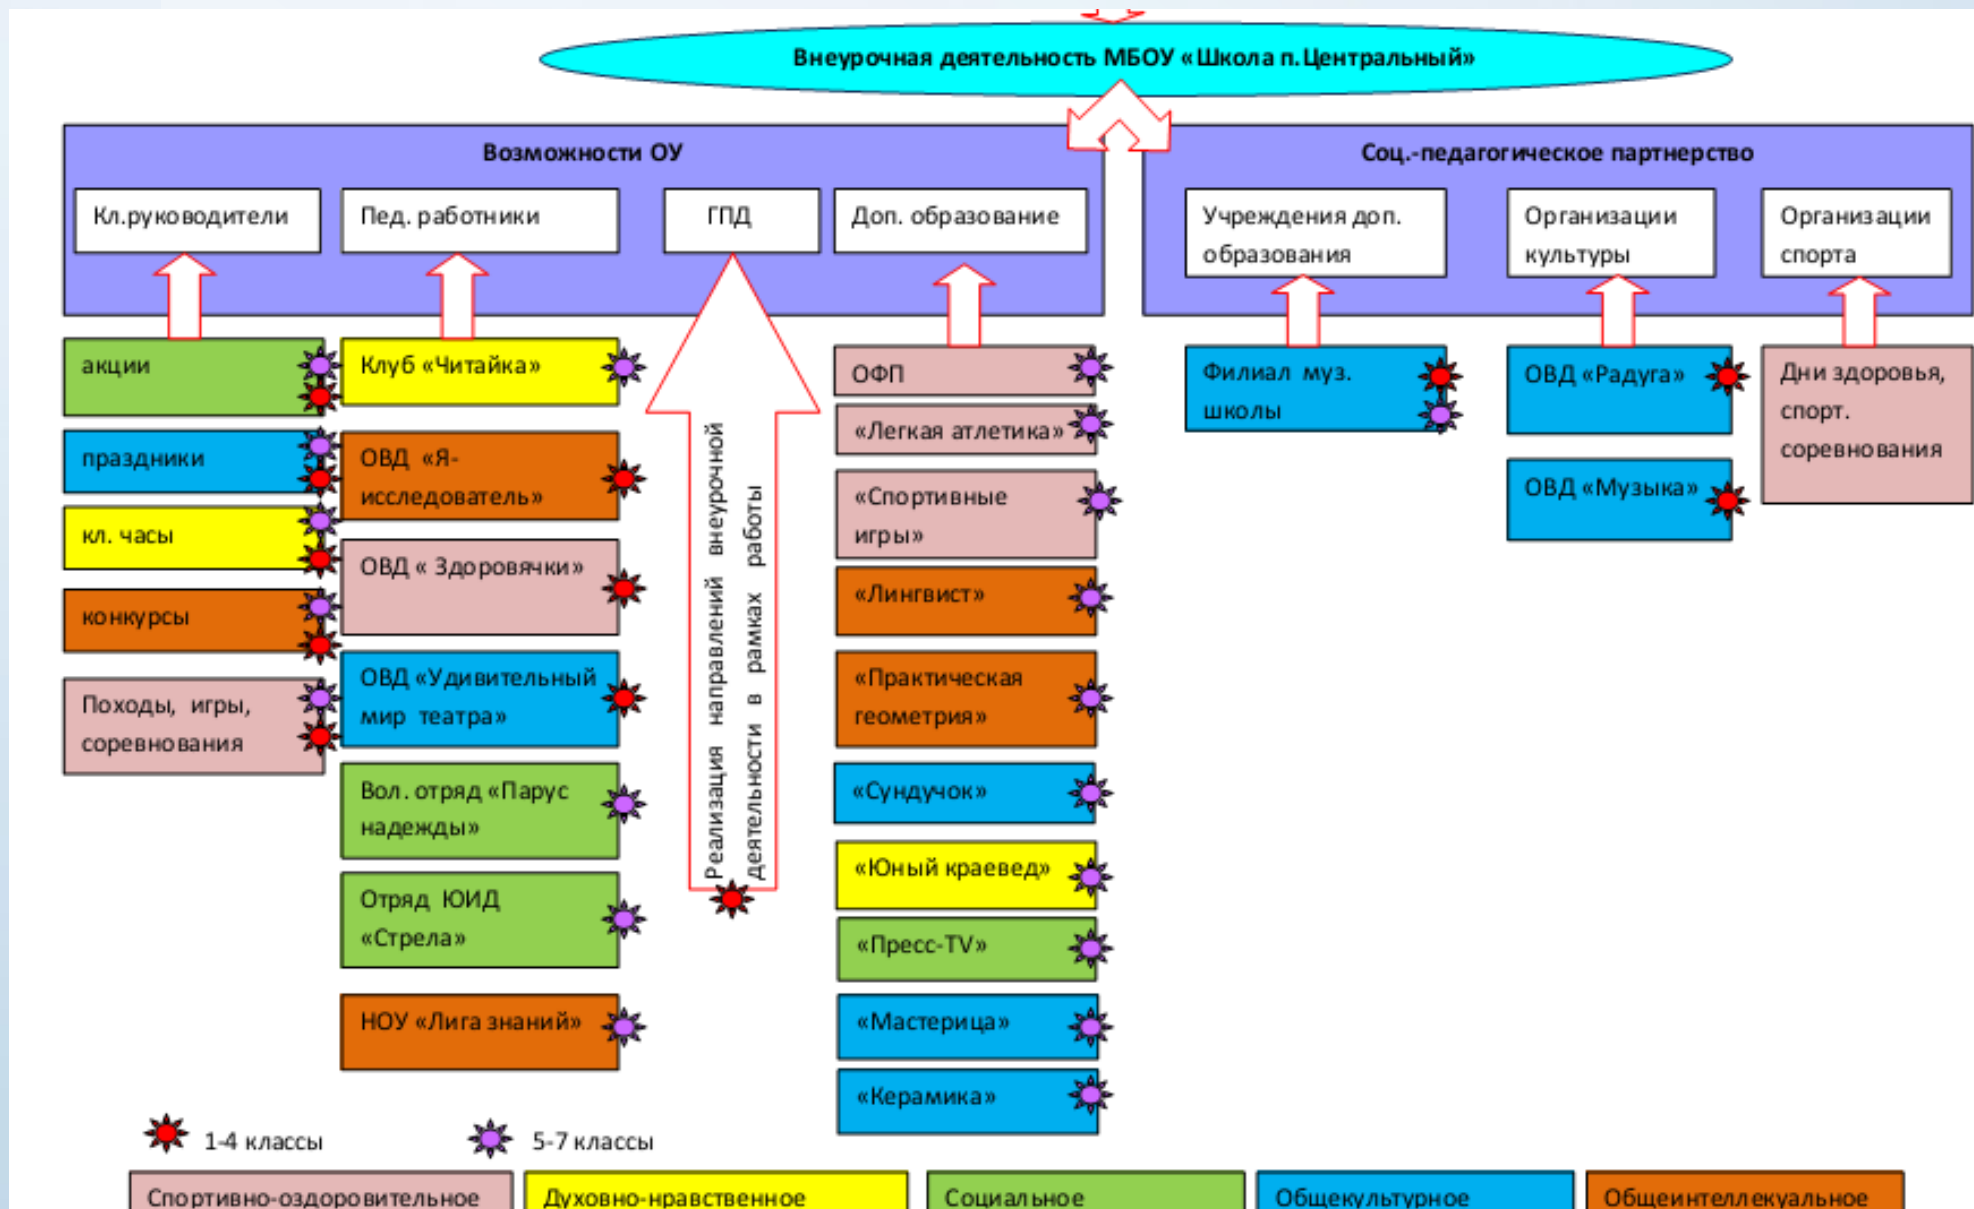 Внеурочная деятельность МБОУ «Школа п.Центральный»
Возможности ОУ
Кл.руководители
Пед. работники
ГПД
Доп. образование
Соц.-педагогическое партнерство
Учреждения доп.
образования
Организации
культуры
Организации
спорта
акции
праздники
кл. часы
конкурсы
Походы, игры,
соревнования
Клуб «Читайка»
ОВД «Я-
исследователь»
ОВД « Здоровячки»
ОВД «Удивительный
мир театра»
Вол. отряд «Парус
надежды»
Отряд ЮИД
«Стрела»
НОУ «Лига знаний»
Реализация направлений внеурочной
деятельности в рамках работы
ОФП
«Легкая атлетика»
«Спортивные
игры»
«Лингвист»
«Практическая
геометрия»
«Сундучок»
«Юный краевед»
«Пресс-TV»
«Мастерица»
«Керамика»
Филиал муз.
школы
ОВД «Радуга»
ОВД «Музыка»
Дни здоровья,
спорт.
соревнования
1-4 классы
5-7 классы
Спортивно-оздоровительное
Духовно-нравственное
Социальное
Общекультурное
Общеинтеллекуальное